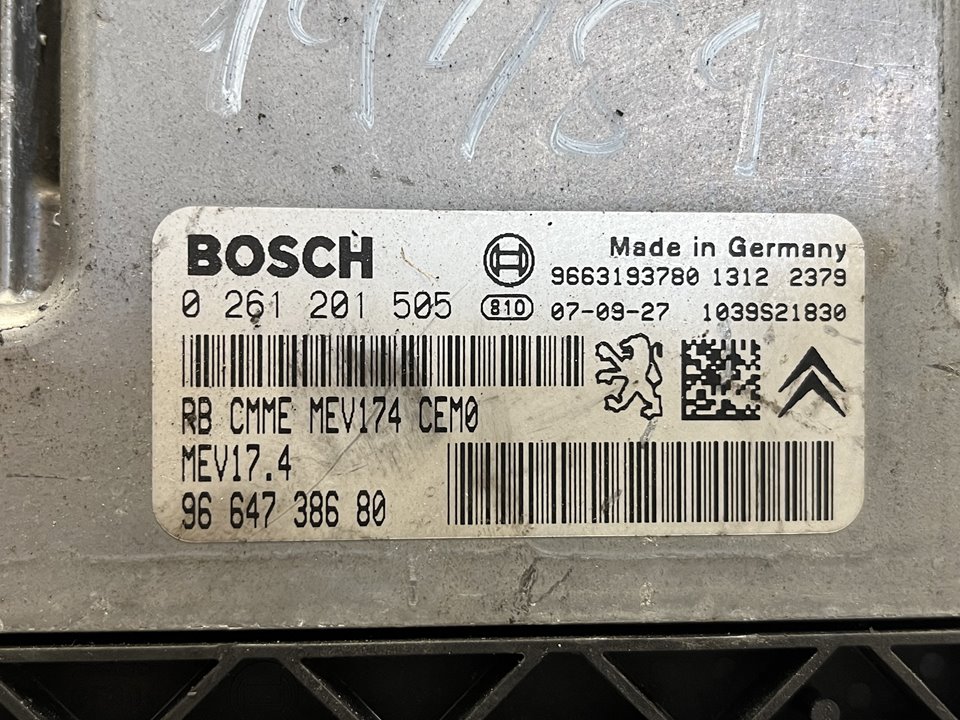 BOSCH
Made in Germany
9663193780 1312 2379
0 261 201 505
810
07-09-27 1039S21830
RB CMME MEV174 CEM0
MEV17.4
96 647 386 80